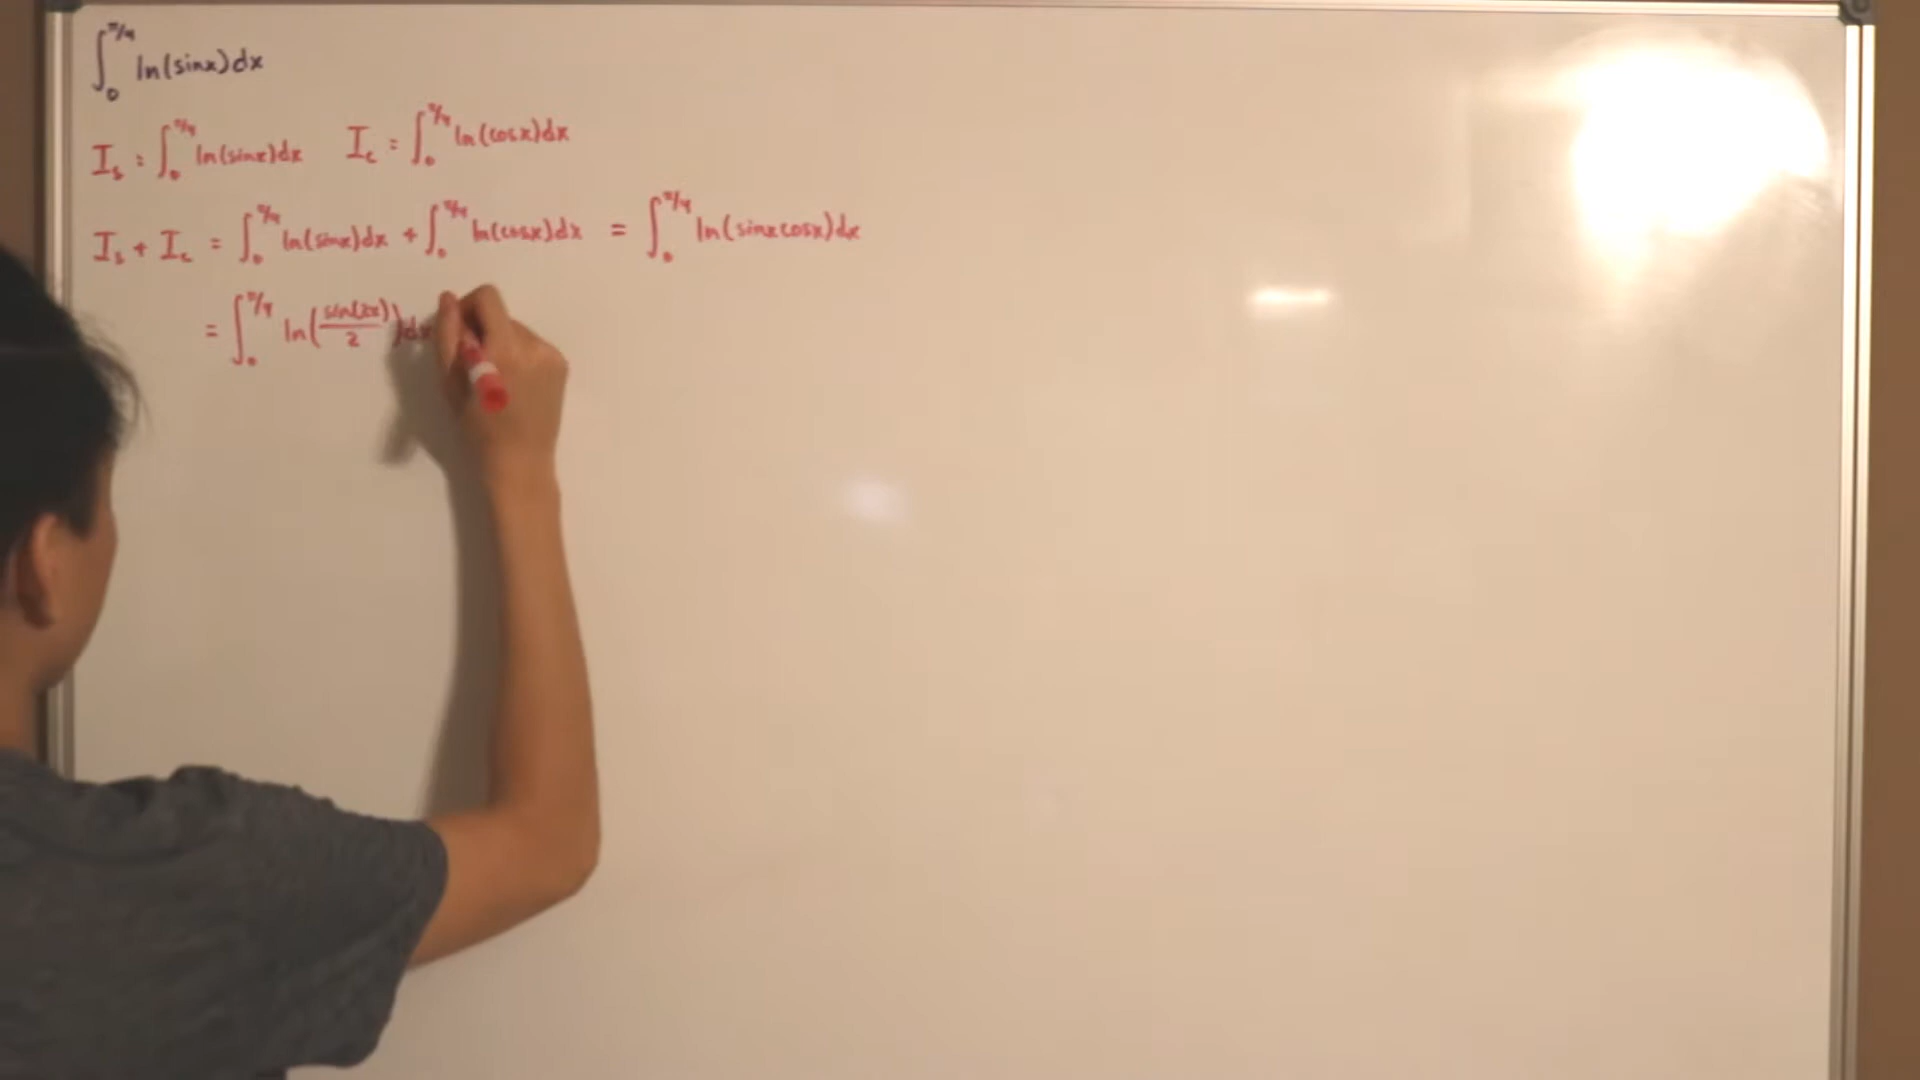 ∫₀^{π/4} ln(sinx)dx
I_s = ∫₀^{π/4} ln(sinx)dx   I_c = ∫₀^{π/4} ln(cosx)dx
I_s + I_c = ∫₀^{π/4} ln(sinx)dx + ∫₀^{π/4} ln(cosx)dx = ∫₀^{π/4} ln(sinxcosx)dx
= ∫₀^{π/4} ln(sin(2x)/2)dx